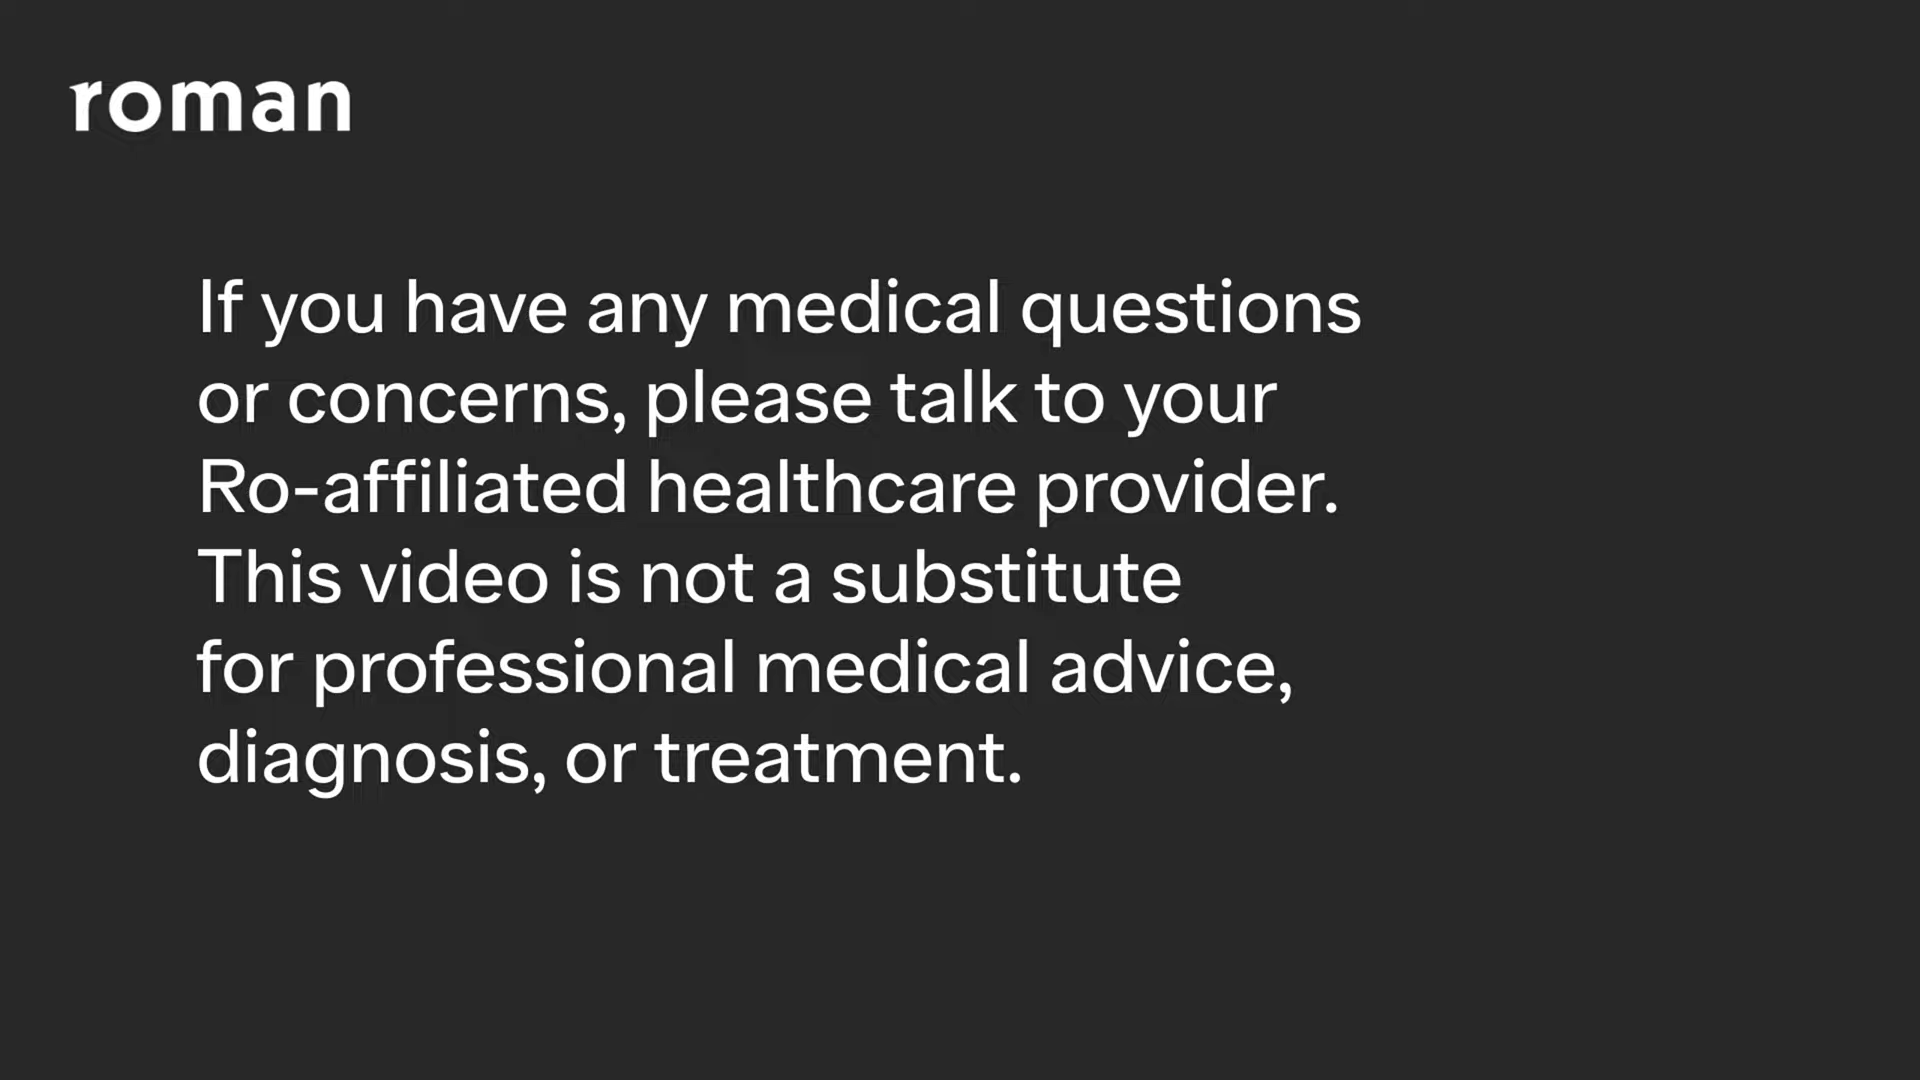 roman
If you have any medical questions
or concerns, please talk to your
Ro-affiliated healthcare provider.
This video is not a substitute
for professional medical advice,
diagnosis, or treatment.